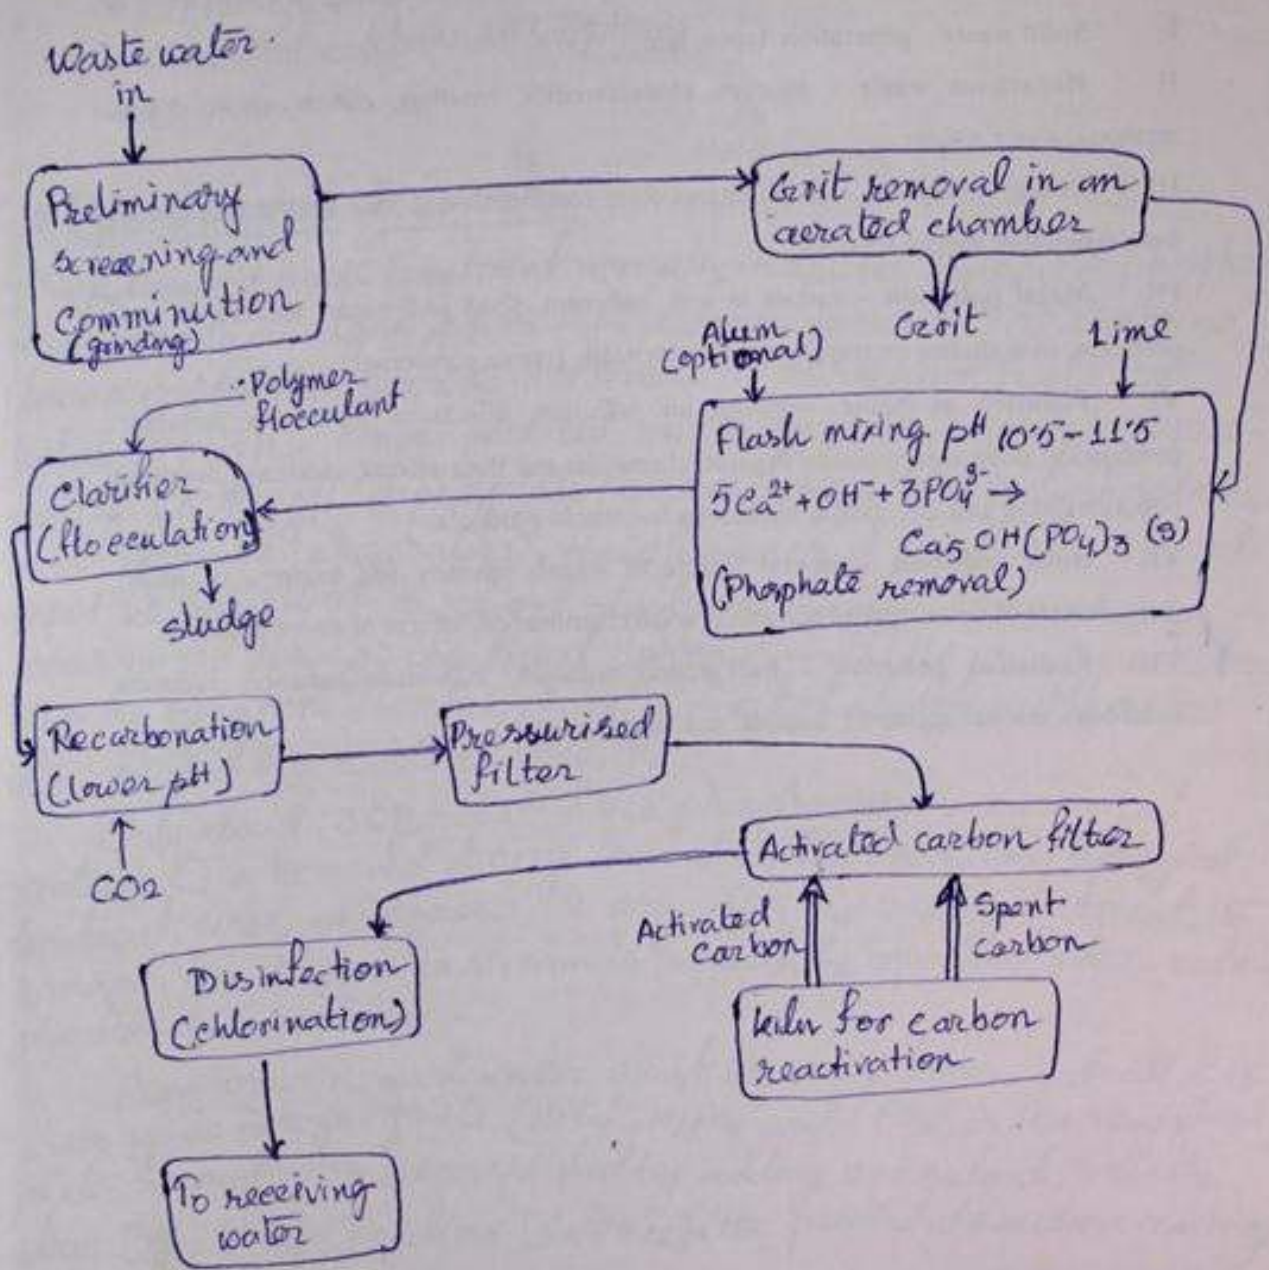 Waste water.
in
Preliminary
screening and
Comminution
(grinding)
Grit removal in an
aerated chamber
Grit
Alum
(optional)
Lime
Polymer
flocculant
Flash mixing pH 10.5-11.5
5Ca²⁺ + OH⁻ + 3PO₄³⁻ →
Ca₅ OH(PO₄)₃ (s)
(Phosphate removal)
Clarifier
(flocculation)
sludge
Recarbonation
(lower pH)
Pressurised
filter
CO2
Activated carbon filter
Activated
carbon
Spent
carbon
Disinfection
(chlorination)
kiln for carbon
reactivation
To receiving
water